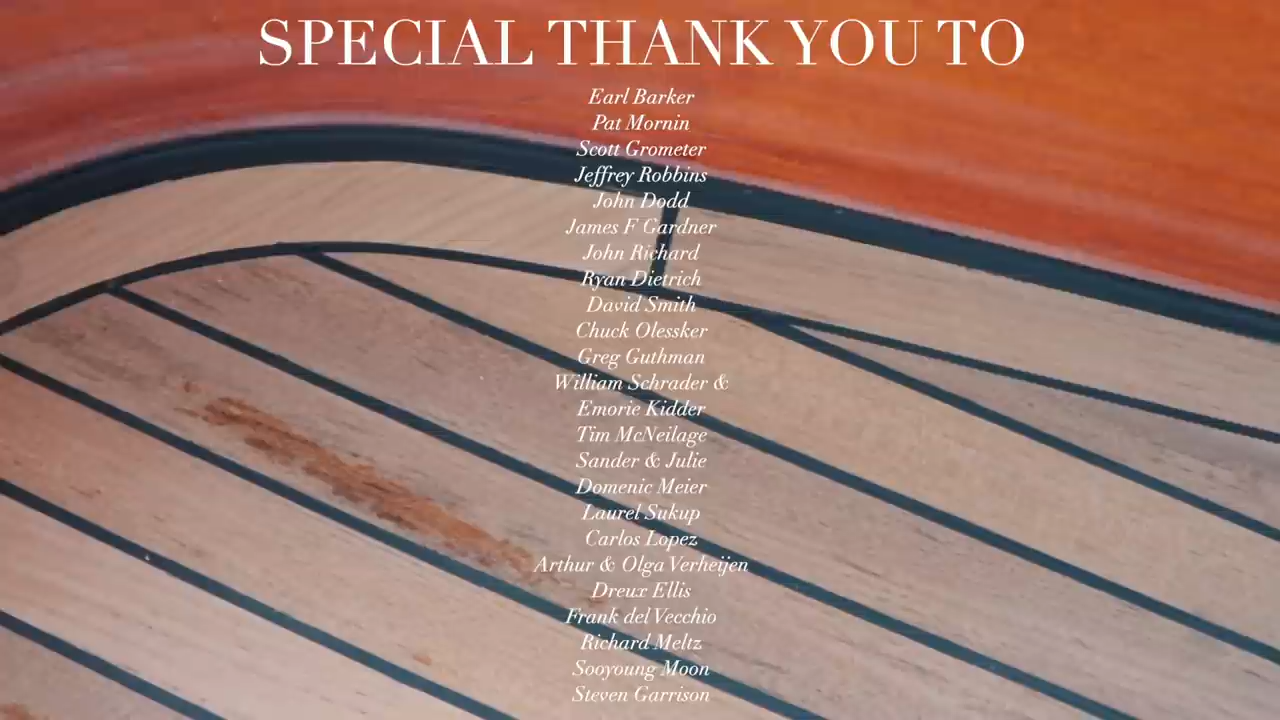 SPECIAL THANK YOU TO
Earl Barker
Pat Mornin
Scott Grometer
Jeffrey Robbins
John Dodd
James F Gardner
John Richard
Ryan Dietrich
David Smith
Chuck Olessker
Greg Guthman
William Schrader &
Emorie Kidder
Tim McNeilage
Sander & Julie
Domenic Meier
Laurel Sukup
Carlos Lopez
Arthur & Olga Verheijen
Dreux Ellis
Frank del Vecchio
Richard Meltz
Sooyoung Moon
Steven Garrison